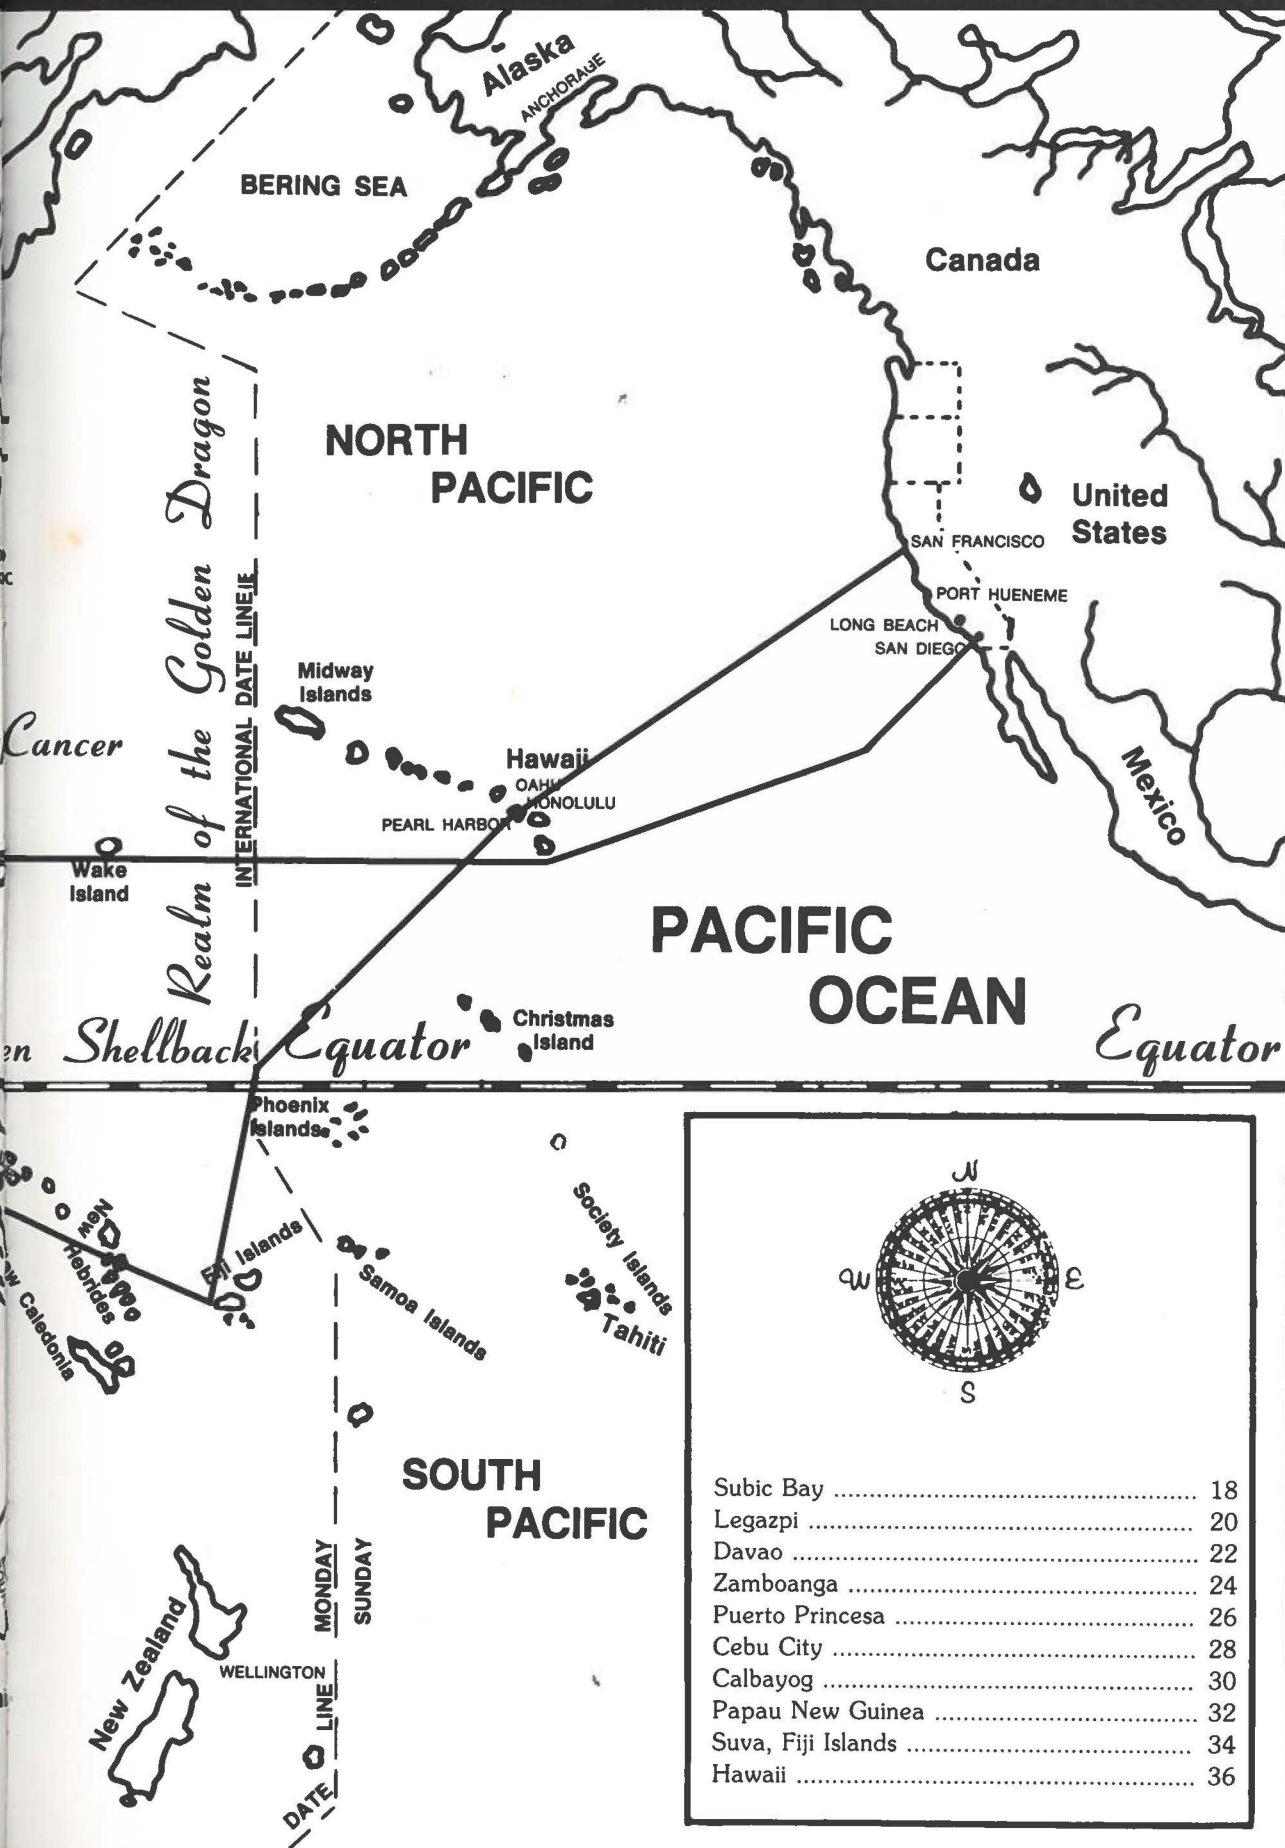 Alaska
ANCHORAGE
BERING SEA
Canada
NORTH
PACIFIC
United
States
SAN FRANCISCO
PORT HUENEME
LONG BEACH
SAN DIEGO
Realm of the Golden Dragon
INTERNATIONAL DATE LINE
Midway
Islands
Cancer
Hawaii
OAHU
HONOLULU
PEARL HARBOR
Mexico
Wake
Island
PACIFIC
OCEAN
Christmas
Island
Shellback
Equator
Equator
Phoenix
Islands
New
Hebrides
Fiji Islands
Caledonia
Samoa Islands
Society Islands
Tahiti
N
W
E
S
SOUTH
PACIFIC
MONDAY
SUNDAY
New Zealand
WELLINGTON
LINE
DATE
Subic Bay ........ 18
Legazpi ........ 20
Davao ........ 22
Zamboanga ........ 24
Puerto Princesa ........ 26
Cebu City ........ 28
Calbayog ........ 30
Papau New Guinea ........ 32
Suva, Fiji Islands ........ 34
Hawaii ........ 36